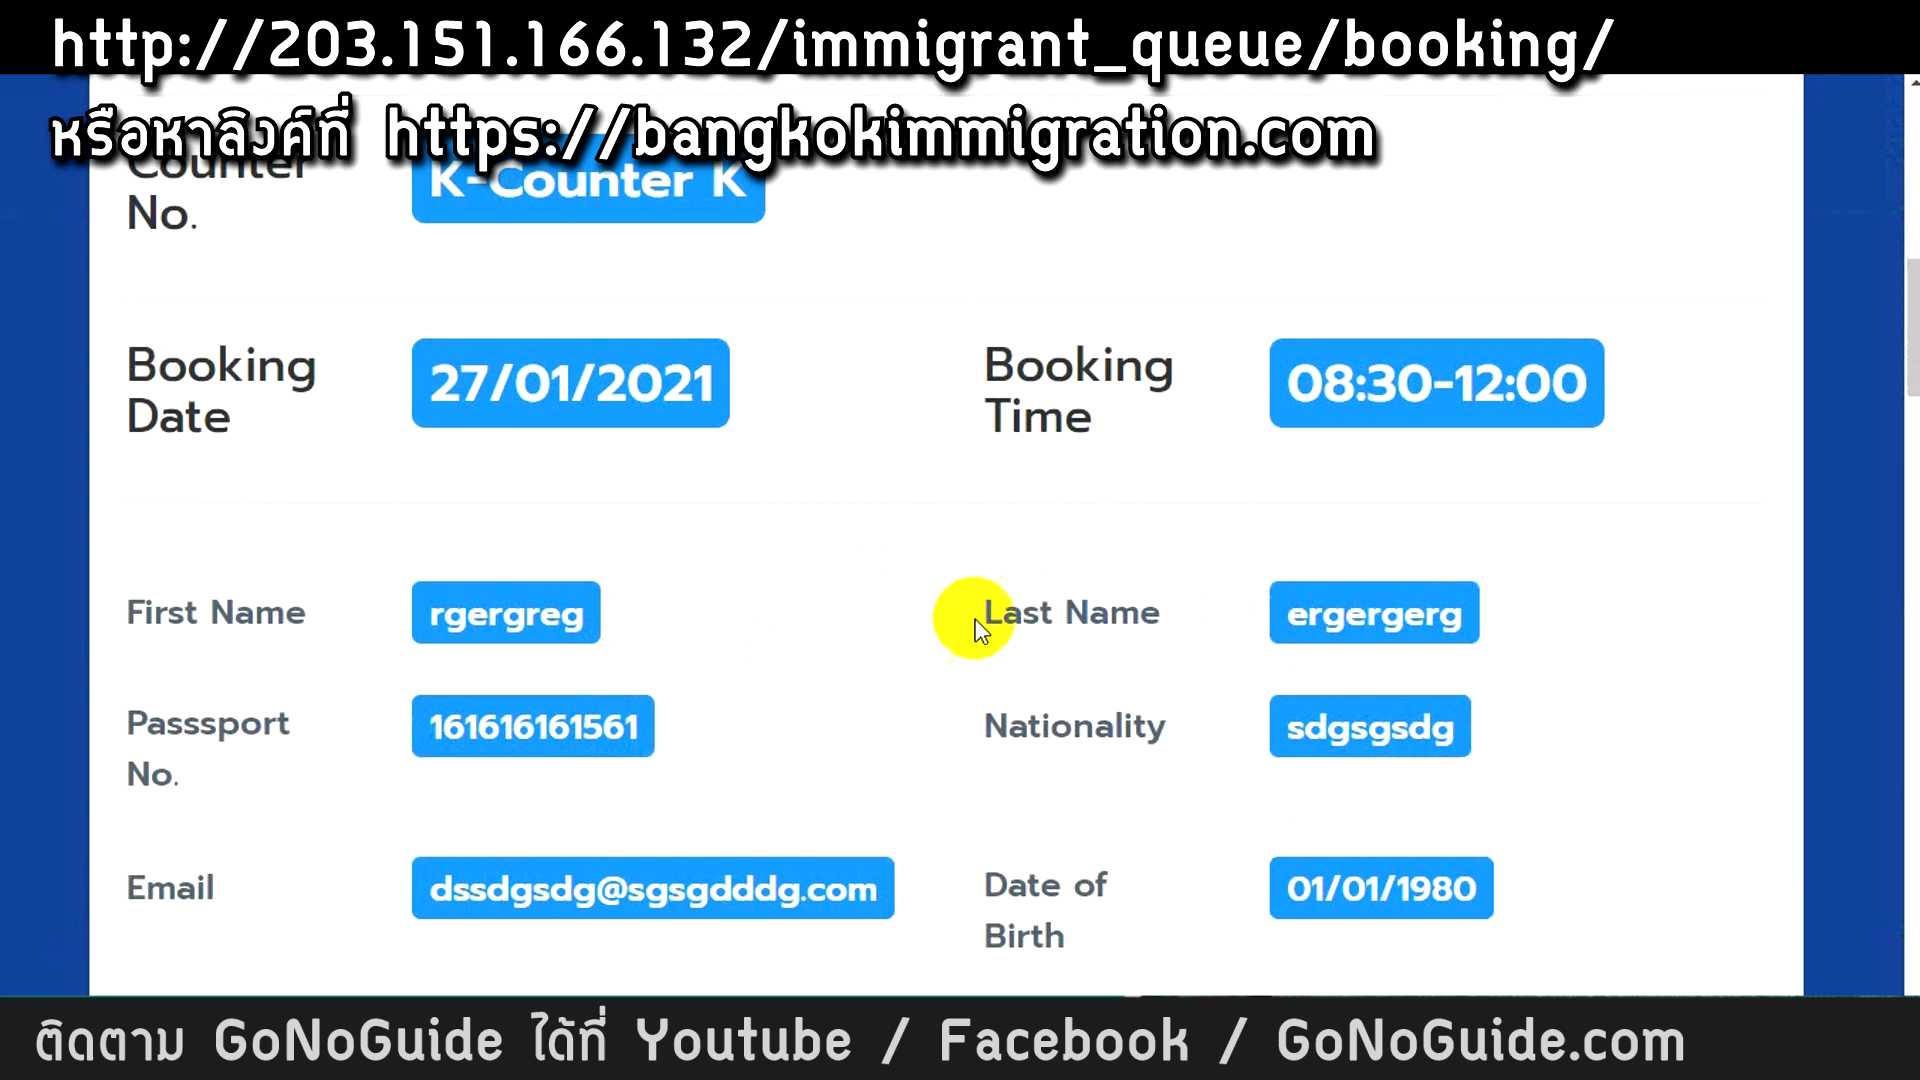 http://203.151.166.132/immigrant_queue/booking/
หรือหาลิงค์ที่ https://bangkokimmigration.com
Counter No. K-Counter K
Booking Date 27/01/2021 Booking Time 08:30-12:00
First Name rgergreg Last Name ergergerg
Passsport No. 161616161561 Nationality sdgsgsdg
Email dssdgsdg@sgsgdddg.com Date of Birth 01/01/1980
ติดตาม GoNoGuide ได้ที่ Youtube / Facebook / GoNoGuide.com